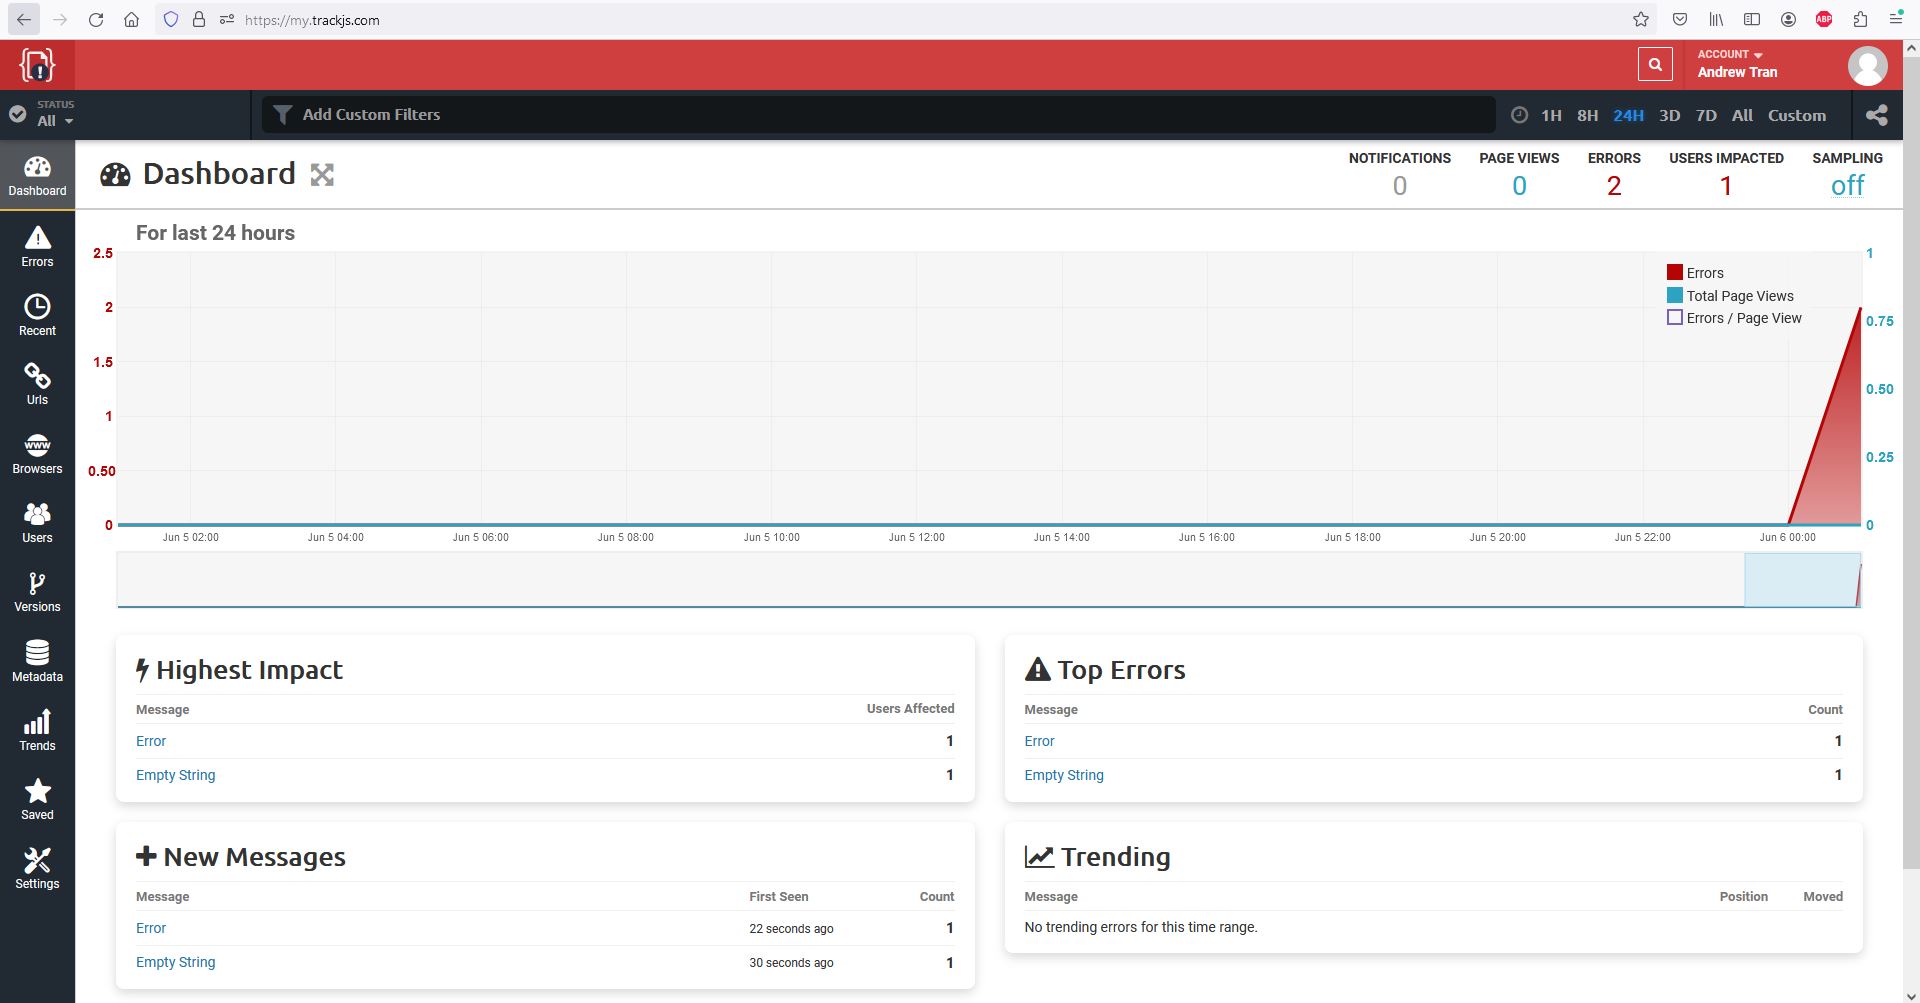 https://my.trackjs.com
ABP
ACCOUNT
Andrew Tran
STATUS
All
Add Custom Filters
1H 8H 24H 3D 7D All Custom
Dashboard
Errors
Recent
Urls
www
Browsers
Users
Versions
Metadata
Trends
Saved
Settings
Dashboard
NOTIFICATIONS PAGE VIEWS ERRORS USERS IMPACTED SAMPLING
0 0 2 1 off
For last 24 hours
2.5
2
1.5
1
0.50
0
1
0.75
0.50
0.25
0
Errors
Total Page Views
Errors / Page View
Jun 5 02:00 Jun 5 04:00 Jun 5 06:00 Jun 5 08:00 Jun 5 10:00 Jun 5 12:00 Jun 5 14:00 Jun 5 16:00 Jun 5 18:00 Jun 5 20:00 Jun 5 22:00 Jun 6 00:00
Highest Impact
Message Users Affected
Error 1
Empty String 1
Top Errors
Message Count
Error 1
Empty String 1
New Messages
Message First Seen Count
Error 22 seconds ago 1
Empty String 30 seconds ago 1
Trending
Message Position Moved
No trending errors for this time range.